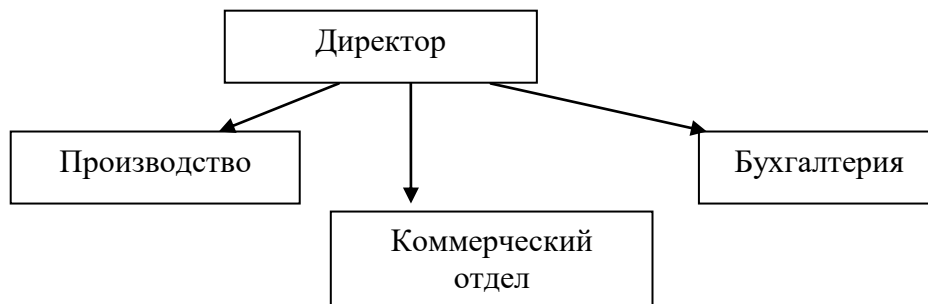 Директор
Производство
Бухгалтерия
Коммерческий
отдел